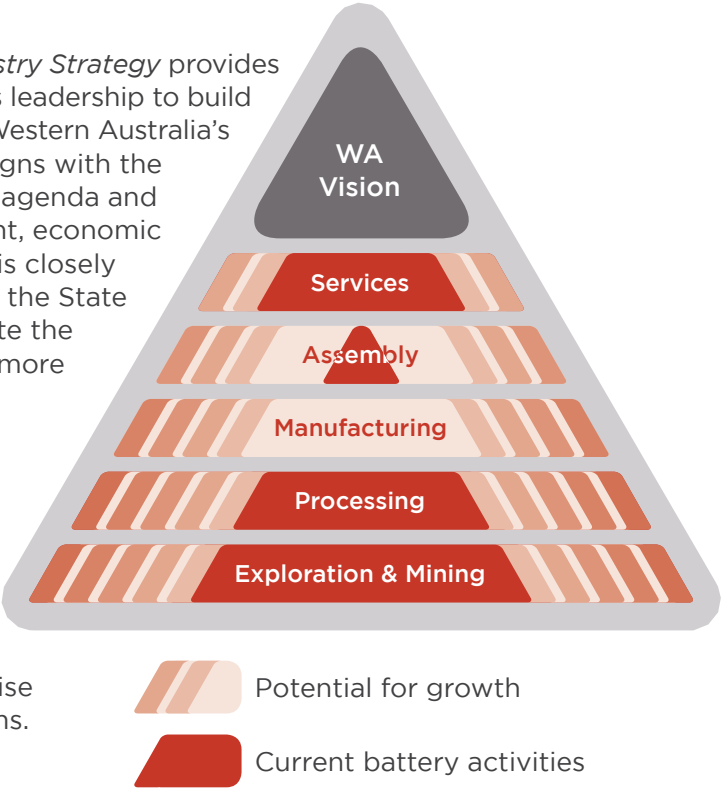 stry Strategy provides
s leadership to build
Western Australia's
igns with the
agenda and
nt, economic
is closely
the State
te the
more
WA
Vision
Services
Assembly
Manufacturing
Processing
Exploration & Mining
ise
ns.
Potential for growth
Current battery activities